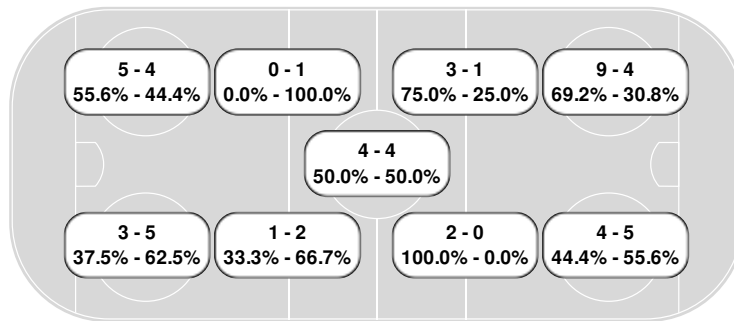 5 - 4
55.6% - 44.4%
0 - 1
0.0% - 100.0%
3 - 1
75.0% - 25.0%
9 - 4
69.2% - 30.8%
4 - 4
50.0% - 50.0%
3 - 5
37.5% - 62.5%
1 - 2
33.3% - 66.7%
2 - 0
100.0% - 0.0%
4 - 5
44.4% - 55.6%